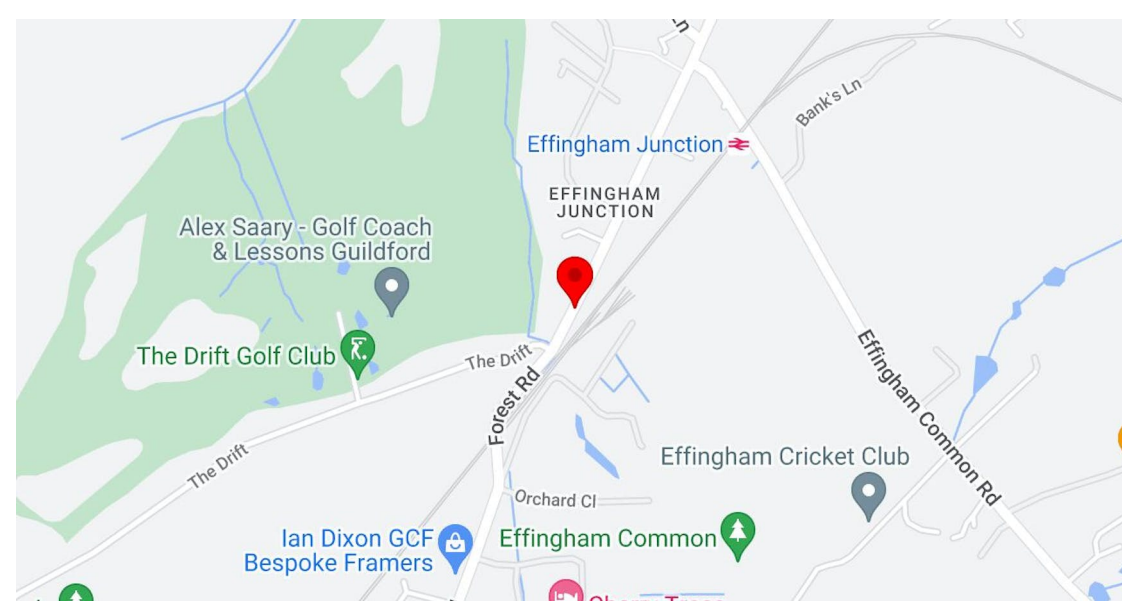 Ln
Bank's Ln
Effingham Junction
EFFINGHAM
JUNCTION
Alex Saary - Golf Coach
& Lessons Guildford
The Drift Golf Club
The Drift
Forest Rd
Effingham Common Rd
The Drift
Effingham Cricket Club
Orchard Cl
Ian Dixon GCF
Bespoke Framers
Effingham Common